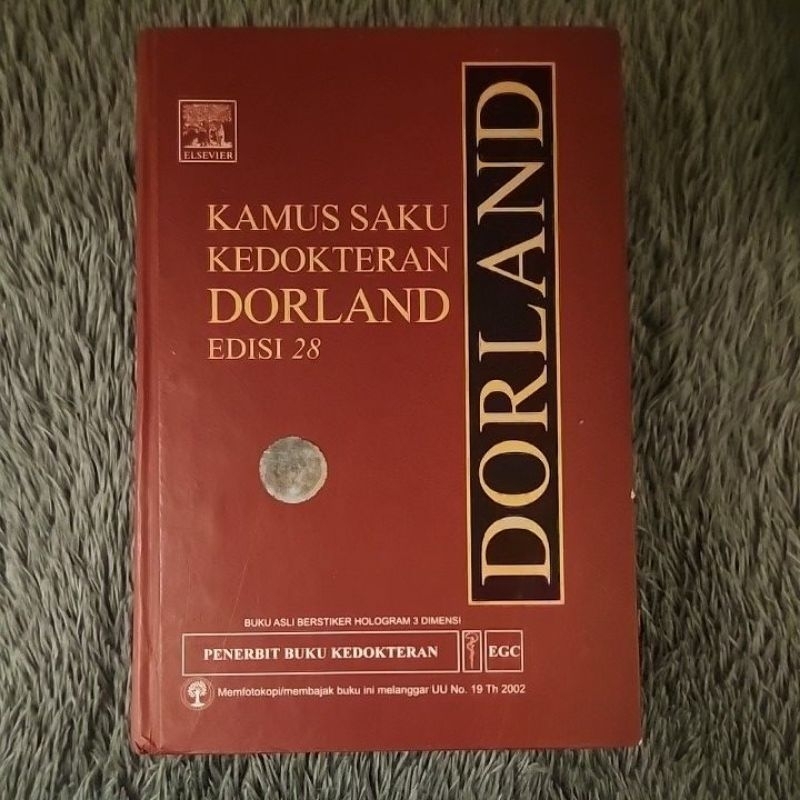 ELSEVIER
KAMUS SAKU
KEDOKTERAN
DORLAND
EDISI 28
DORLAND
BUKU ASLI BERSTIKER HOLOGRAM 3 DIMENSI
PENERBIT BUKU KEDOKTERAN EGC
Memfotokopi/membajak buku ini melanggar UU No. 19 Th 2002